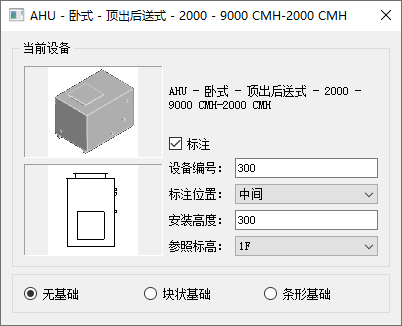 AHU - 卧式 - 顶出后送式 - 2000 - 9000 CMH-2000 CMH
当前设备
AHU - 卧式 - 顶出后送式 - 2000 -
9000 CMH-2000 CMH
标注
设备编号： 300
标注位置： 中间
安装高度： 300
参照标高： 1F
无基础 块状基础 条形基础